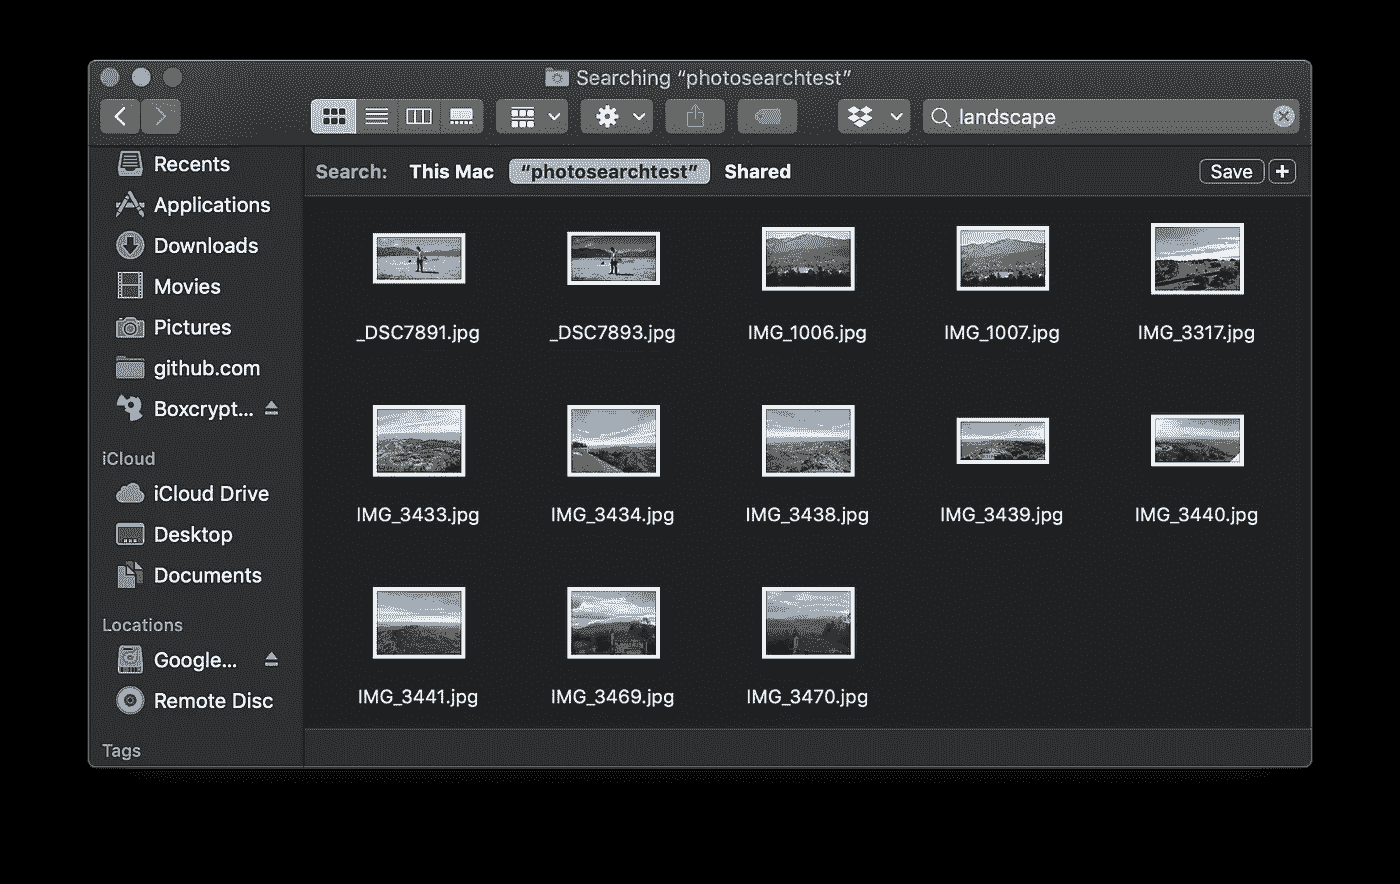 Searching “photosearchtest”
landscape
Search: This Mac “photosearchtest” Shared Save +
Recents
Applications
Downloads
Movies
Pictures
github.com
Boxcrypt...
iCloud
iCloud Drive
Desktop
Documents
Locations
Google...
Remote Disc
Tags
_DSC7891.jpg _DSC7893.jpg IMG_1006.jpg IMG_1007.jpg IMG_3317.jpg
IMG_3433.jpg IMG_3434.jpg IMG_3438.jpg IMG_3439.jpg IMG_3440.jpg
IMG_3441.jpg IMG_3469.jpg IMG_3470.jpg